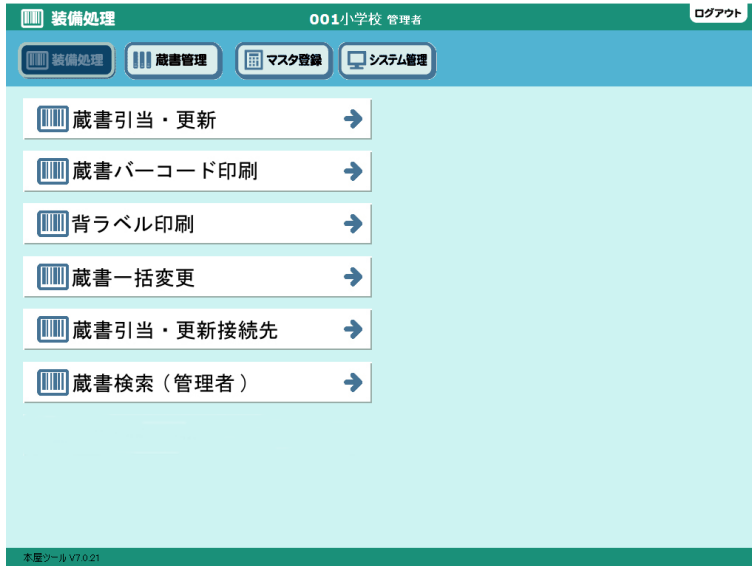 装備処理 001小学校 管理者 ログアウト
装備処理 蔵書管理 マスタ登録 システム管理
蔵書引当・更新
蔵書バーコード印刷
背ラベル印刷
蔵書一括変更
蔵書引当・更新接続先
蔵書検索(管理者)
本屋ツール V7.0.21